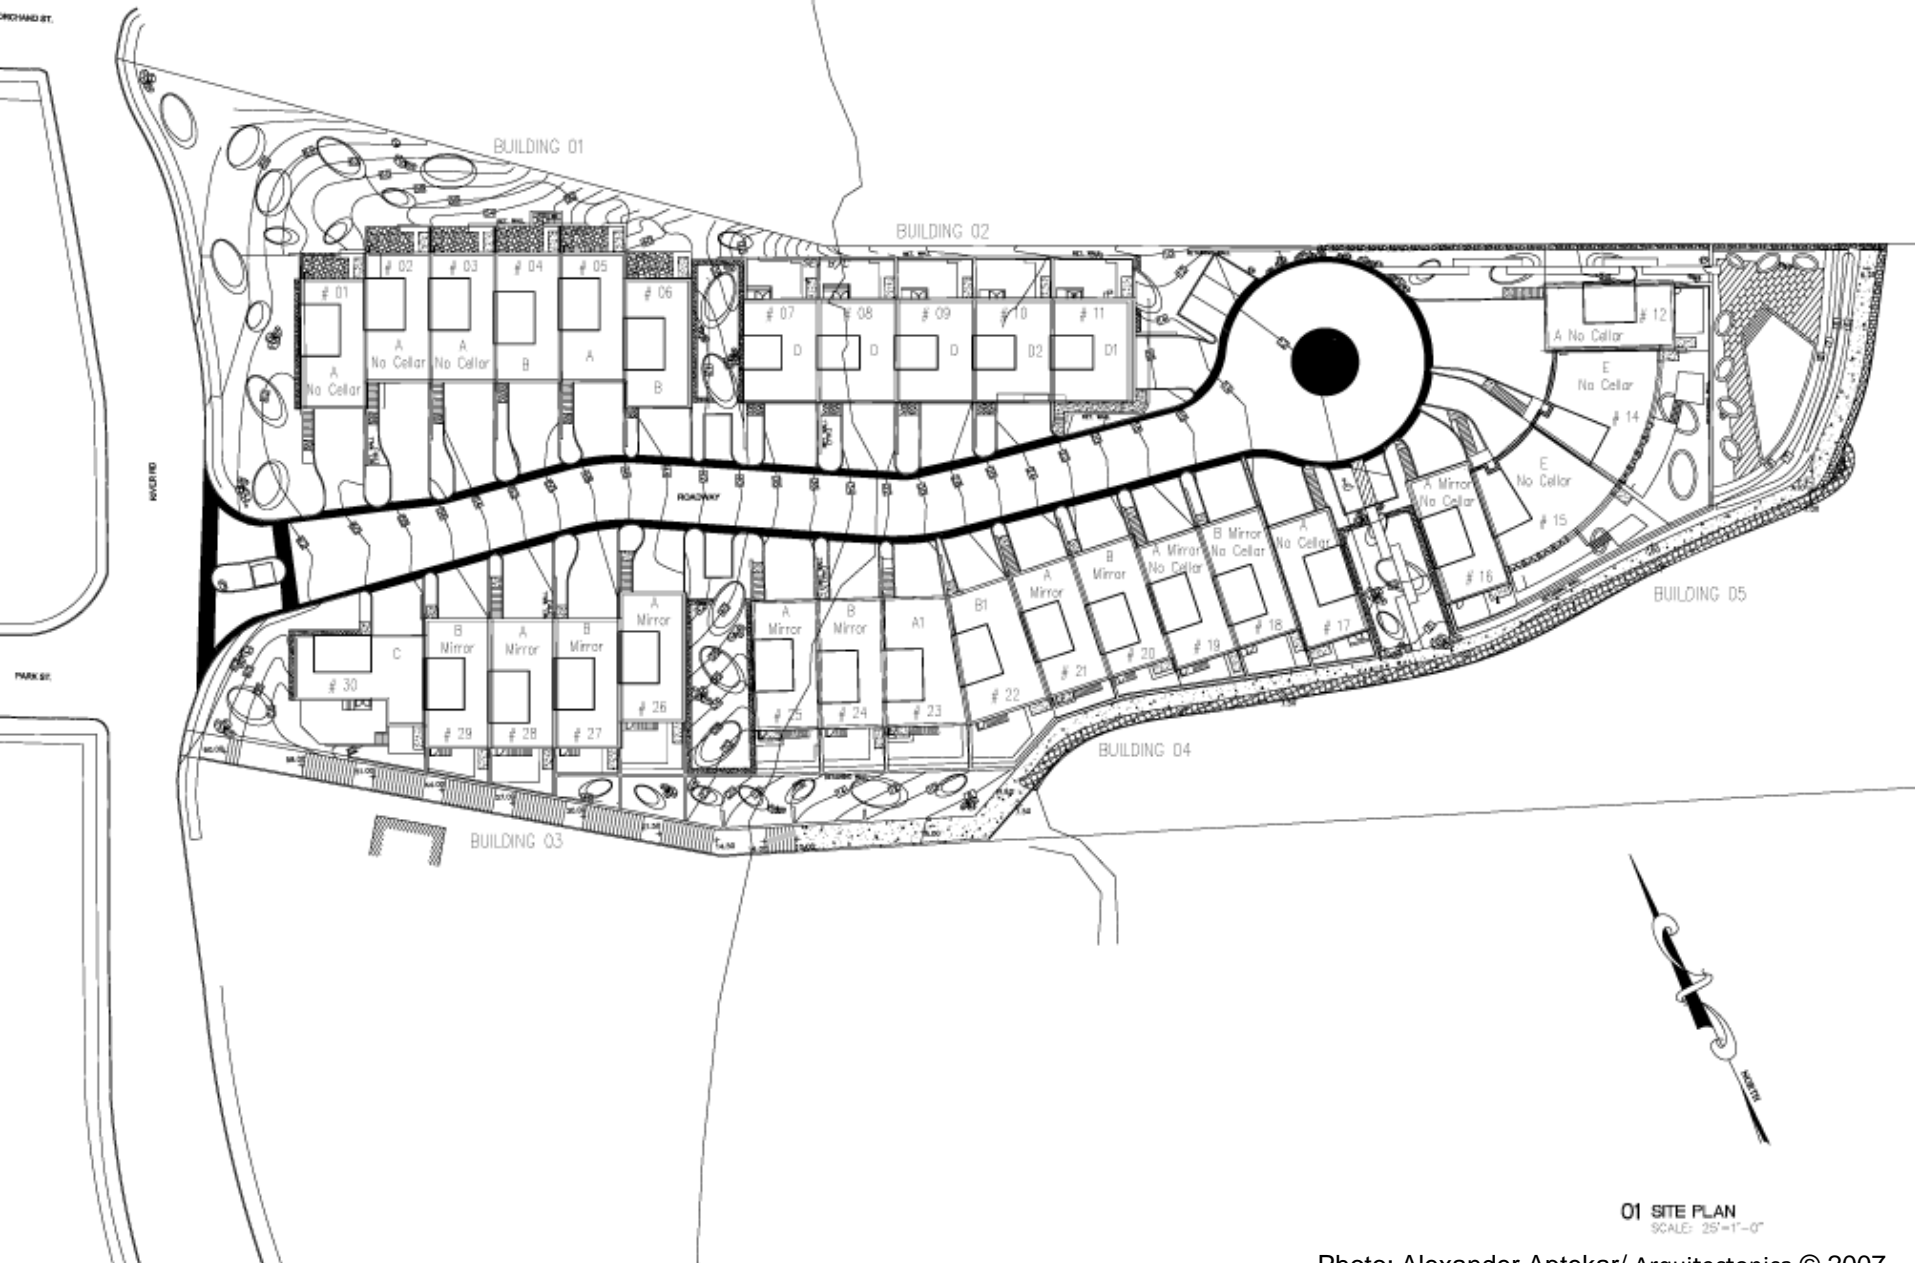 ORCHAND ST.
BUILDING 01
BUILDING 02
# 01
A
No Cellar
# 02
A
No Cellar
# 03
A
No Cellar
# 04
B
# 05
A
# 06
B
# 07
D
# 08
D
# 09
D
# 10
D2
# 11
D1
# 12
A No Cellar
E
No Cellar
# 14
E
No Cellar
# 15
A Mirror
No Cellar
# 16
A
No Cellar
# 17
B Mirror
No Cellar
# 18
A Mirror
No Cellar
# 19
B
Mirror
# 20
A
Mirror
# 21
B1
# 22
A1
# 23
B
Mirror
# 24
A
Mirror
# 25
A
Mirror
# 26
B
Mirror
# 27
A
Mirror
# 28
B
Mirror
# 29
C
# 30
RIVER RD
ROADWAY
PARK ST.
BUILDING 05
BUILDING 04
BUILDING 03
NORTH
01 SITE PLAN
SCALE: 25'=1'-0"
Photo: Alexander Aptekar/ Arquitectonica © 2007